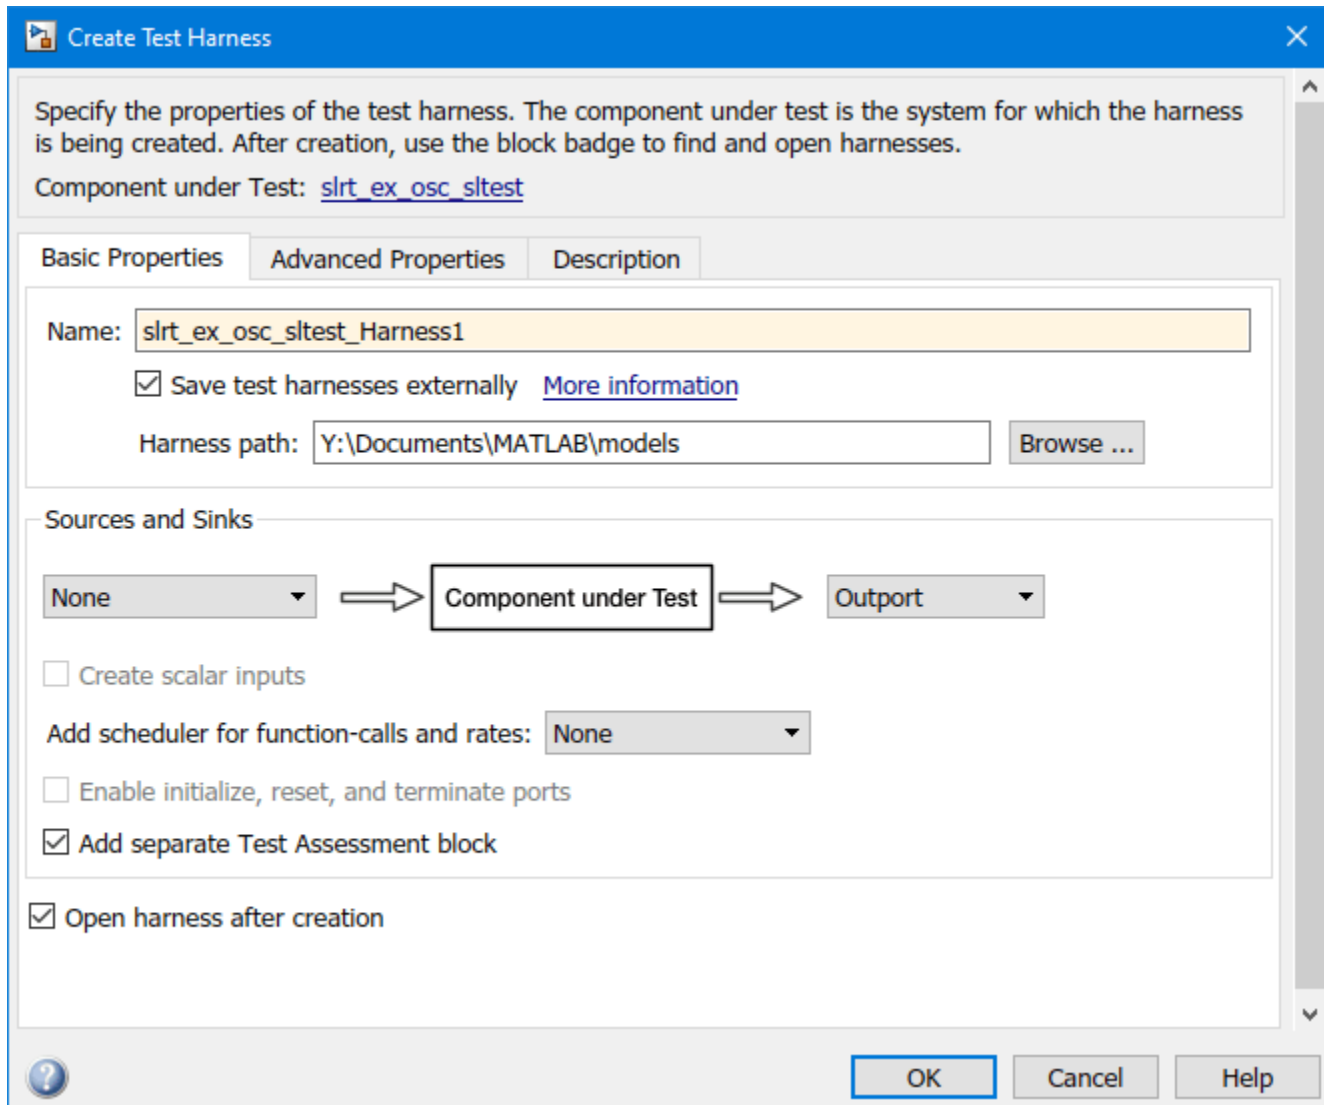 Create Test Harness
Specify the properties of the test harness. The component under test is the system for which the harness
is being created. After creation, use the block badge to find and open harnesses.
Component under Test: slrt_ex_osc_sltest
Basic Properties Advanced Properties Description
Name: slrt_ex_osc_sltest_Harness1
Save test harnesses externally More information
Harness path: Y:\Documents\MATLAB\models Browse ...
Sources and Sinks
None Component under Test Outport
Create scalar inputs
Add scheduler for function-calls and rates: None
Enable initialize, reset, and terminate ports
Add separate Test Assessment block
Open harness after creation
? OK Cancel Help